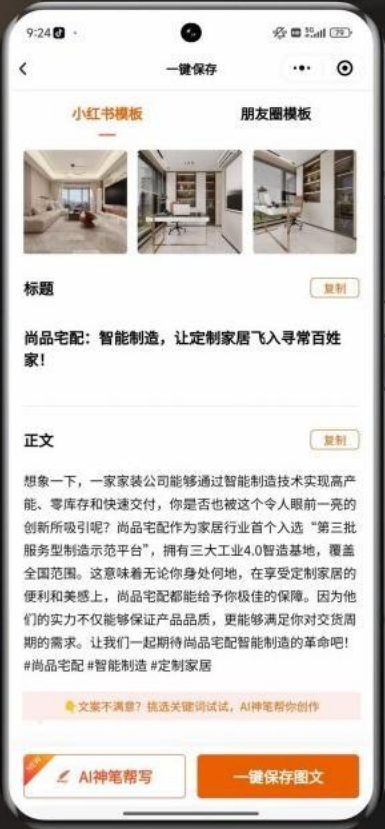 9:24
5G
79
一键保存
小红书模板
朋友圈模板
标题
复制
尚品宅配：智能制造，让定制家居飞入寻常百姓
家！
正文
复制
想象一下，一家家装公司能够通过智能制造技术实现高产
能、零库存和快速交付，你是否也被这个令人眼前一亮的
创新所吸引呢？尚品宅配作为家居行业首个入选“第三批
服务型制造示范平台”，拥有三大工业4.0智造基地，覆盖
全国范围。这意味着无论你身处何地，在享受定制家居的
便利和美感上，尚品宅配都能给予你极佳的保障。因为他
们的实力不仅能够保证产品品质，更能够满足你对交货周
期的需求。让我们一起期待尚品宅配智能制造的革命吧！
#尚品宅配 #智能制造 #定制家居
👇文案不满意？挑选关键词试试，AI神笔帮你创作
NEW
AI神笔帮写
一键保存图文